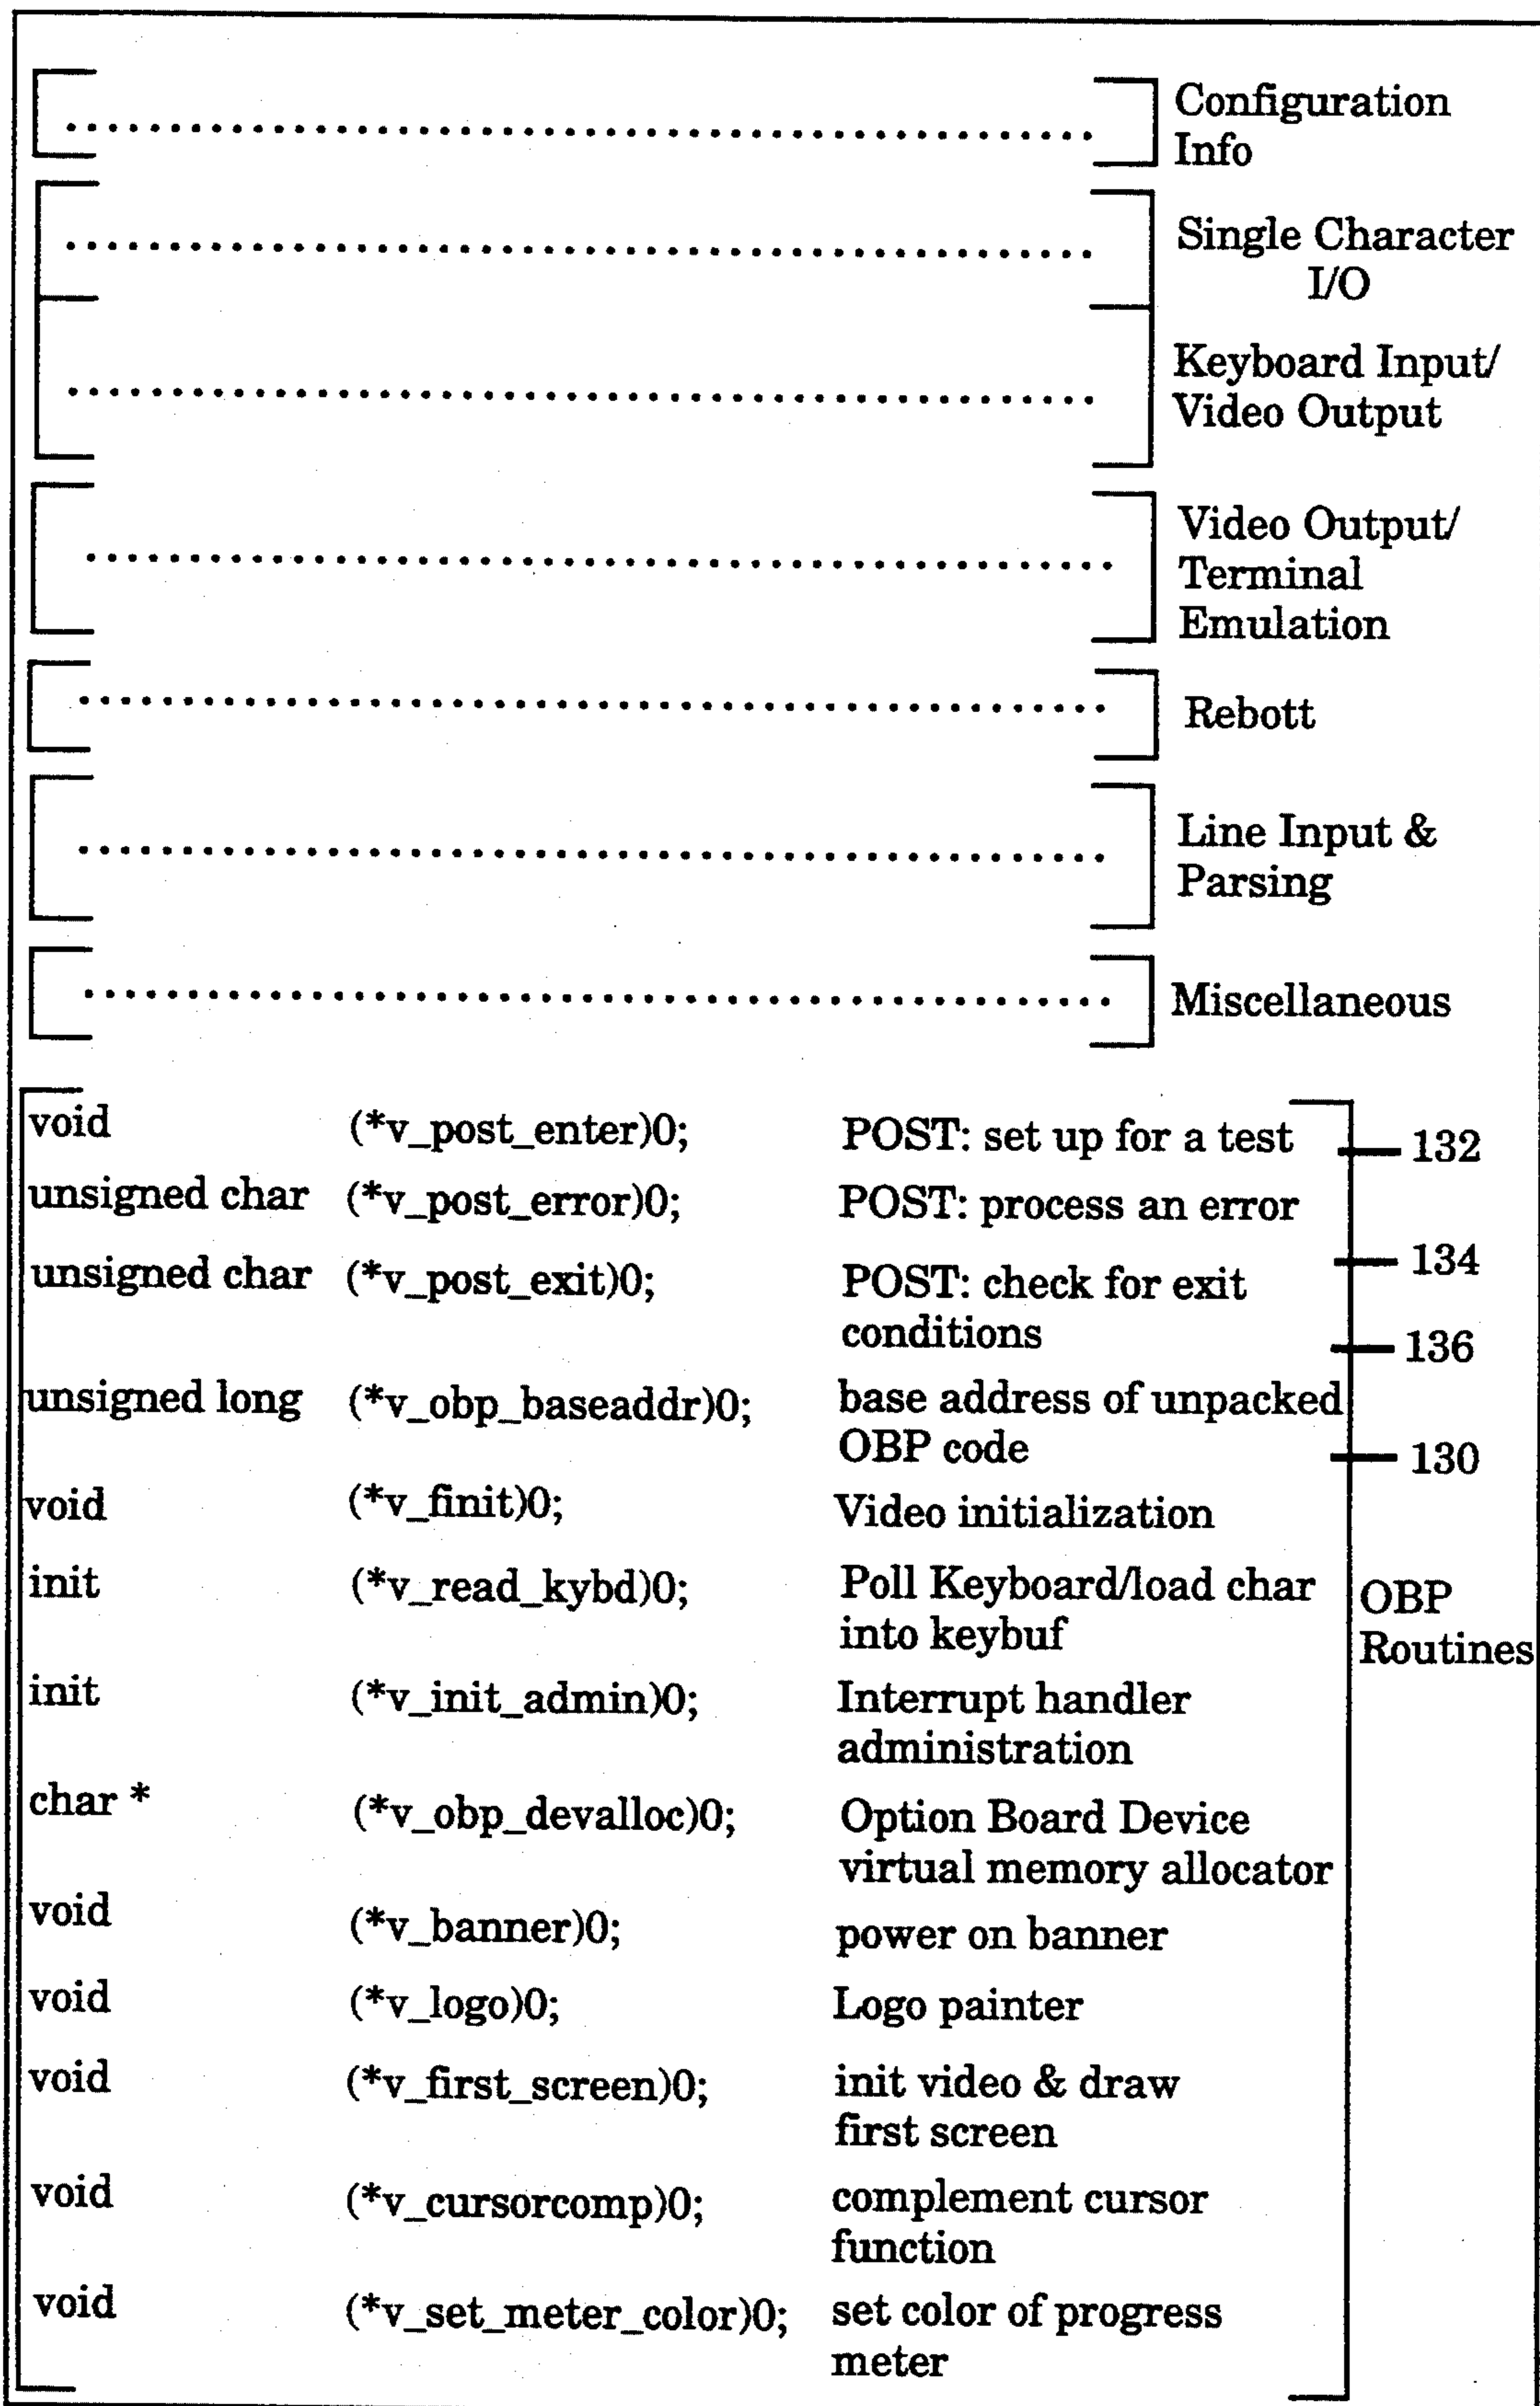 Configuration
Info
Single Character
I/O
Keyboard Input/
Video Output
Video Output/
Terminal
Emulation
Rebott
Line Input &
Parsing
Miscellaneous
void (*v_post_enter)0; POST: set up for a test 132
unsigned char (*v_post_error)0; POST: process an error
134
unsigned char (*v_post_exit)0; POST: check for exit
conditions 136
unsigned long (*v_obp_baseaddr)0; base address of unpacked
OBP code 130
void (*v_finit)0; Video initialization
init (*v_read_kybd)0; Poll Keyboard/load char
into keybuf
OBP
Routines
init (*v_init_admin)0; Interrupt handler
administration
char * (*v_obp_devalloc)0; Option Board Device
virtual memory allocator
void (*v_banner)0; power on banner
void (*v_logo)0; Logo painter
void (*v_first_screen)0; init video & draw
first screen
void (*v_cursorcomp)0; complement cursor
function
void (*v_set_meter_color)0; set color of progress
meter